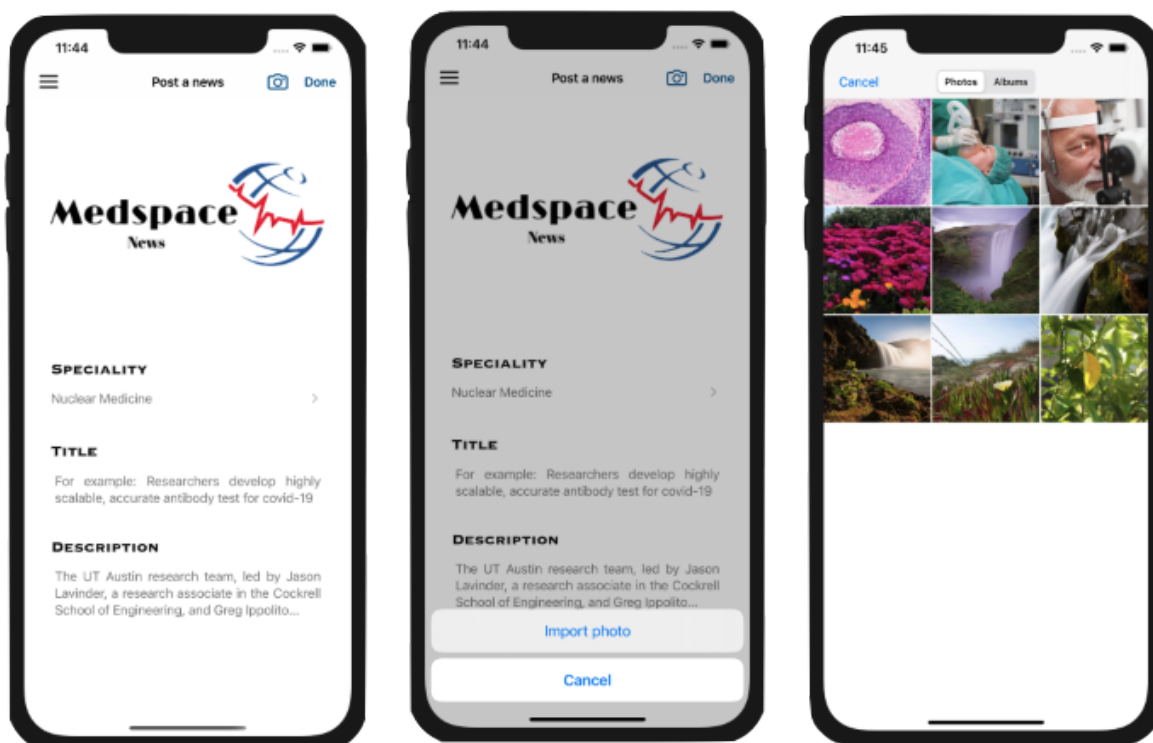 11:44
Post a news
Done
Medspace
News
SPECIALITY
Nuclear Medicine
TITLE
For example: Researchers develop highly
scalable, accurate antibody test for covid-19
DESCRIPTION
The UT Austin research team, led by Jason
Lavinder, a research associate in the Cockrell
School of Engineering, and Greg Ippolito...
11:44
Post a news
Done
Medspace
News
SPECIALITY
Nuclear Medicine
TITLE
For example: Researchers develop highly
scalable, accurate antibody test for covid-19
DESCRIPTION
The UT Austin research team, led by Jason
Lavinder, a research associate in the Cockrell
School of Engineering, and Greg Ippolito...
Import photo
Cancel
11:45
Cancel
Photos
Albums